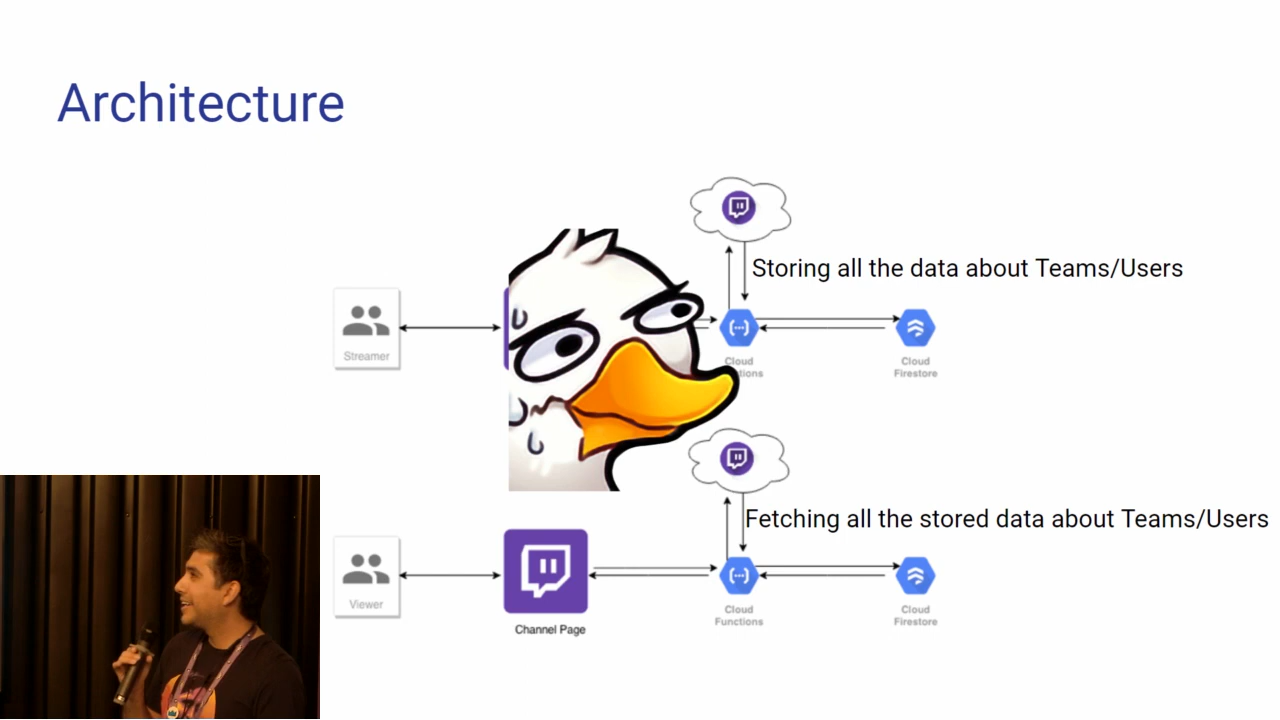 Architecture
Storing all the data about Teams/Users
Streamer
Cloud
Cloud
Firestore
Fetching all the stored data about Teams/Users
Viewer
Channel Page
Cloud
Functions
Cloud
Firestore